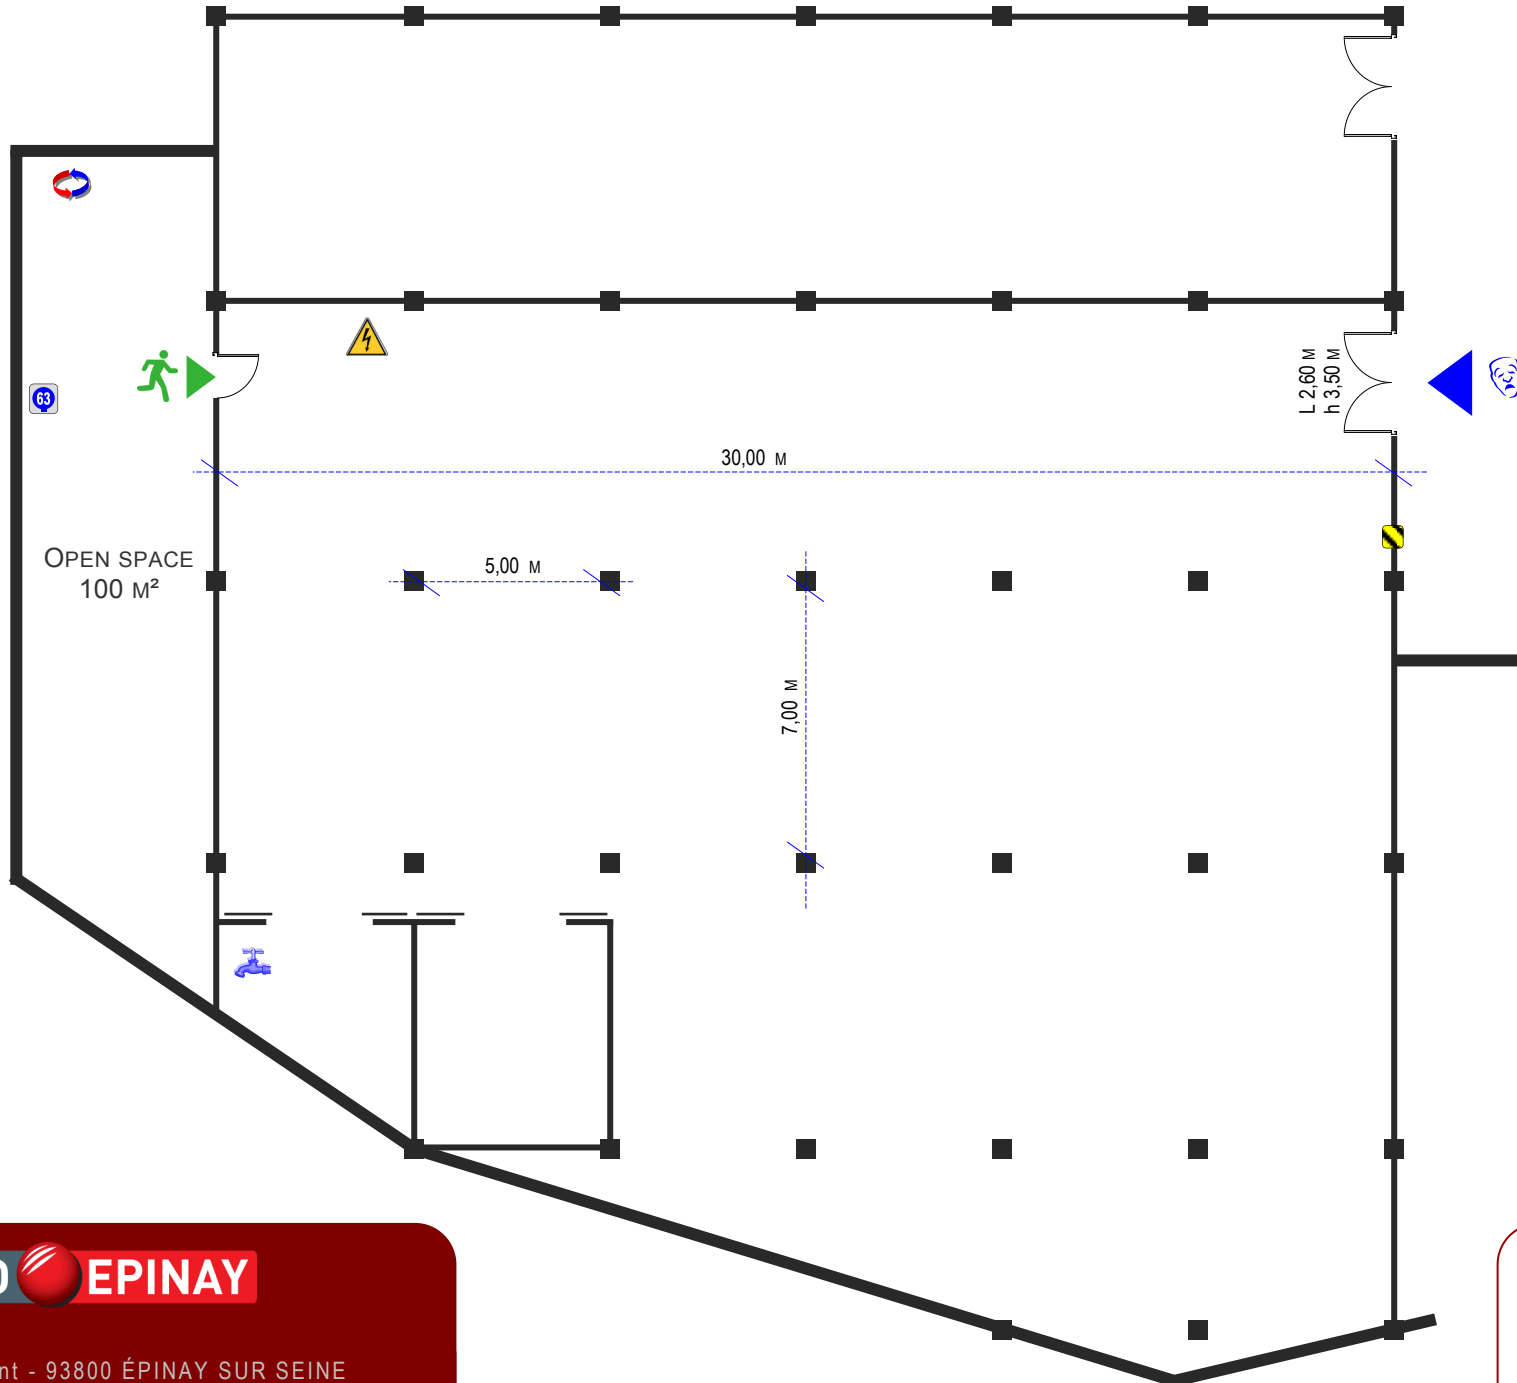 L 2,60 M
h 3,50 M
63
30,00 M
OPEN SPACE
100 M²
5,00 M
7,00 M
EPINAY
- 93800 ÉPINAY SUR SEINE